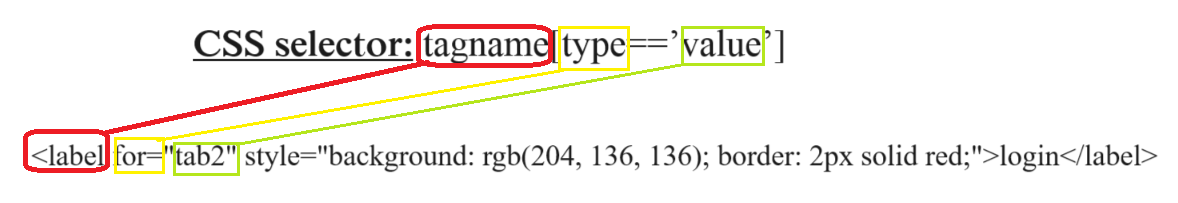 CSS selector: tagname[type==’value’]
<label for="tab2" style="background: rgb(204, 136, 136); border: 2px solid red;">login</label>